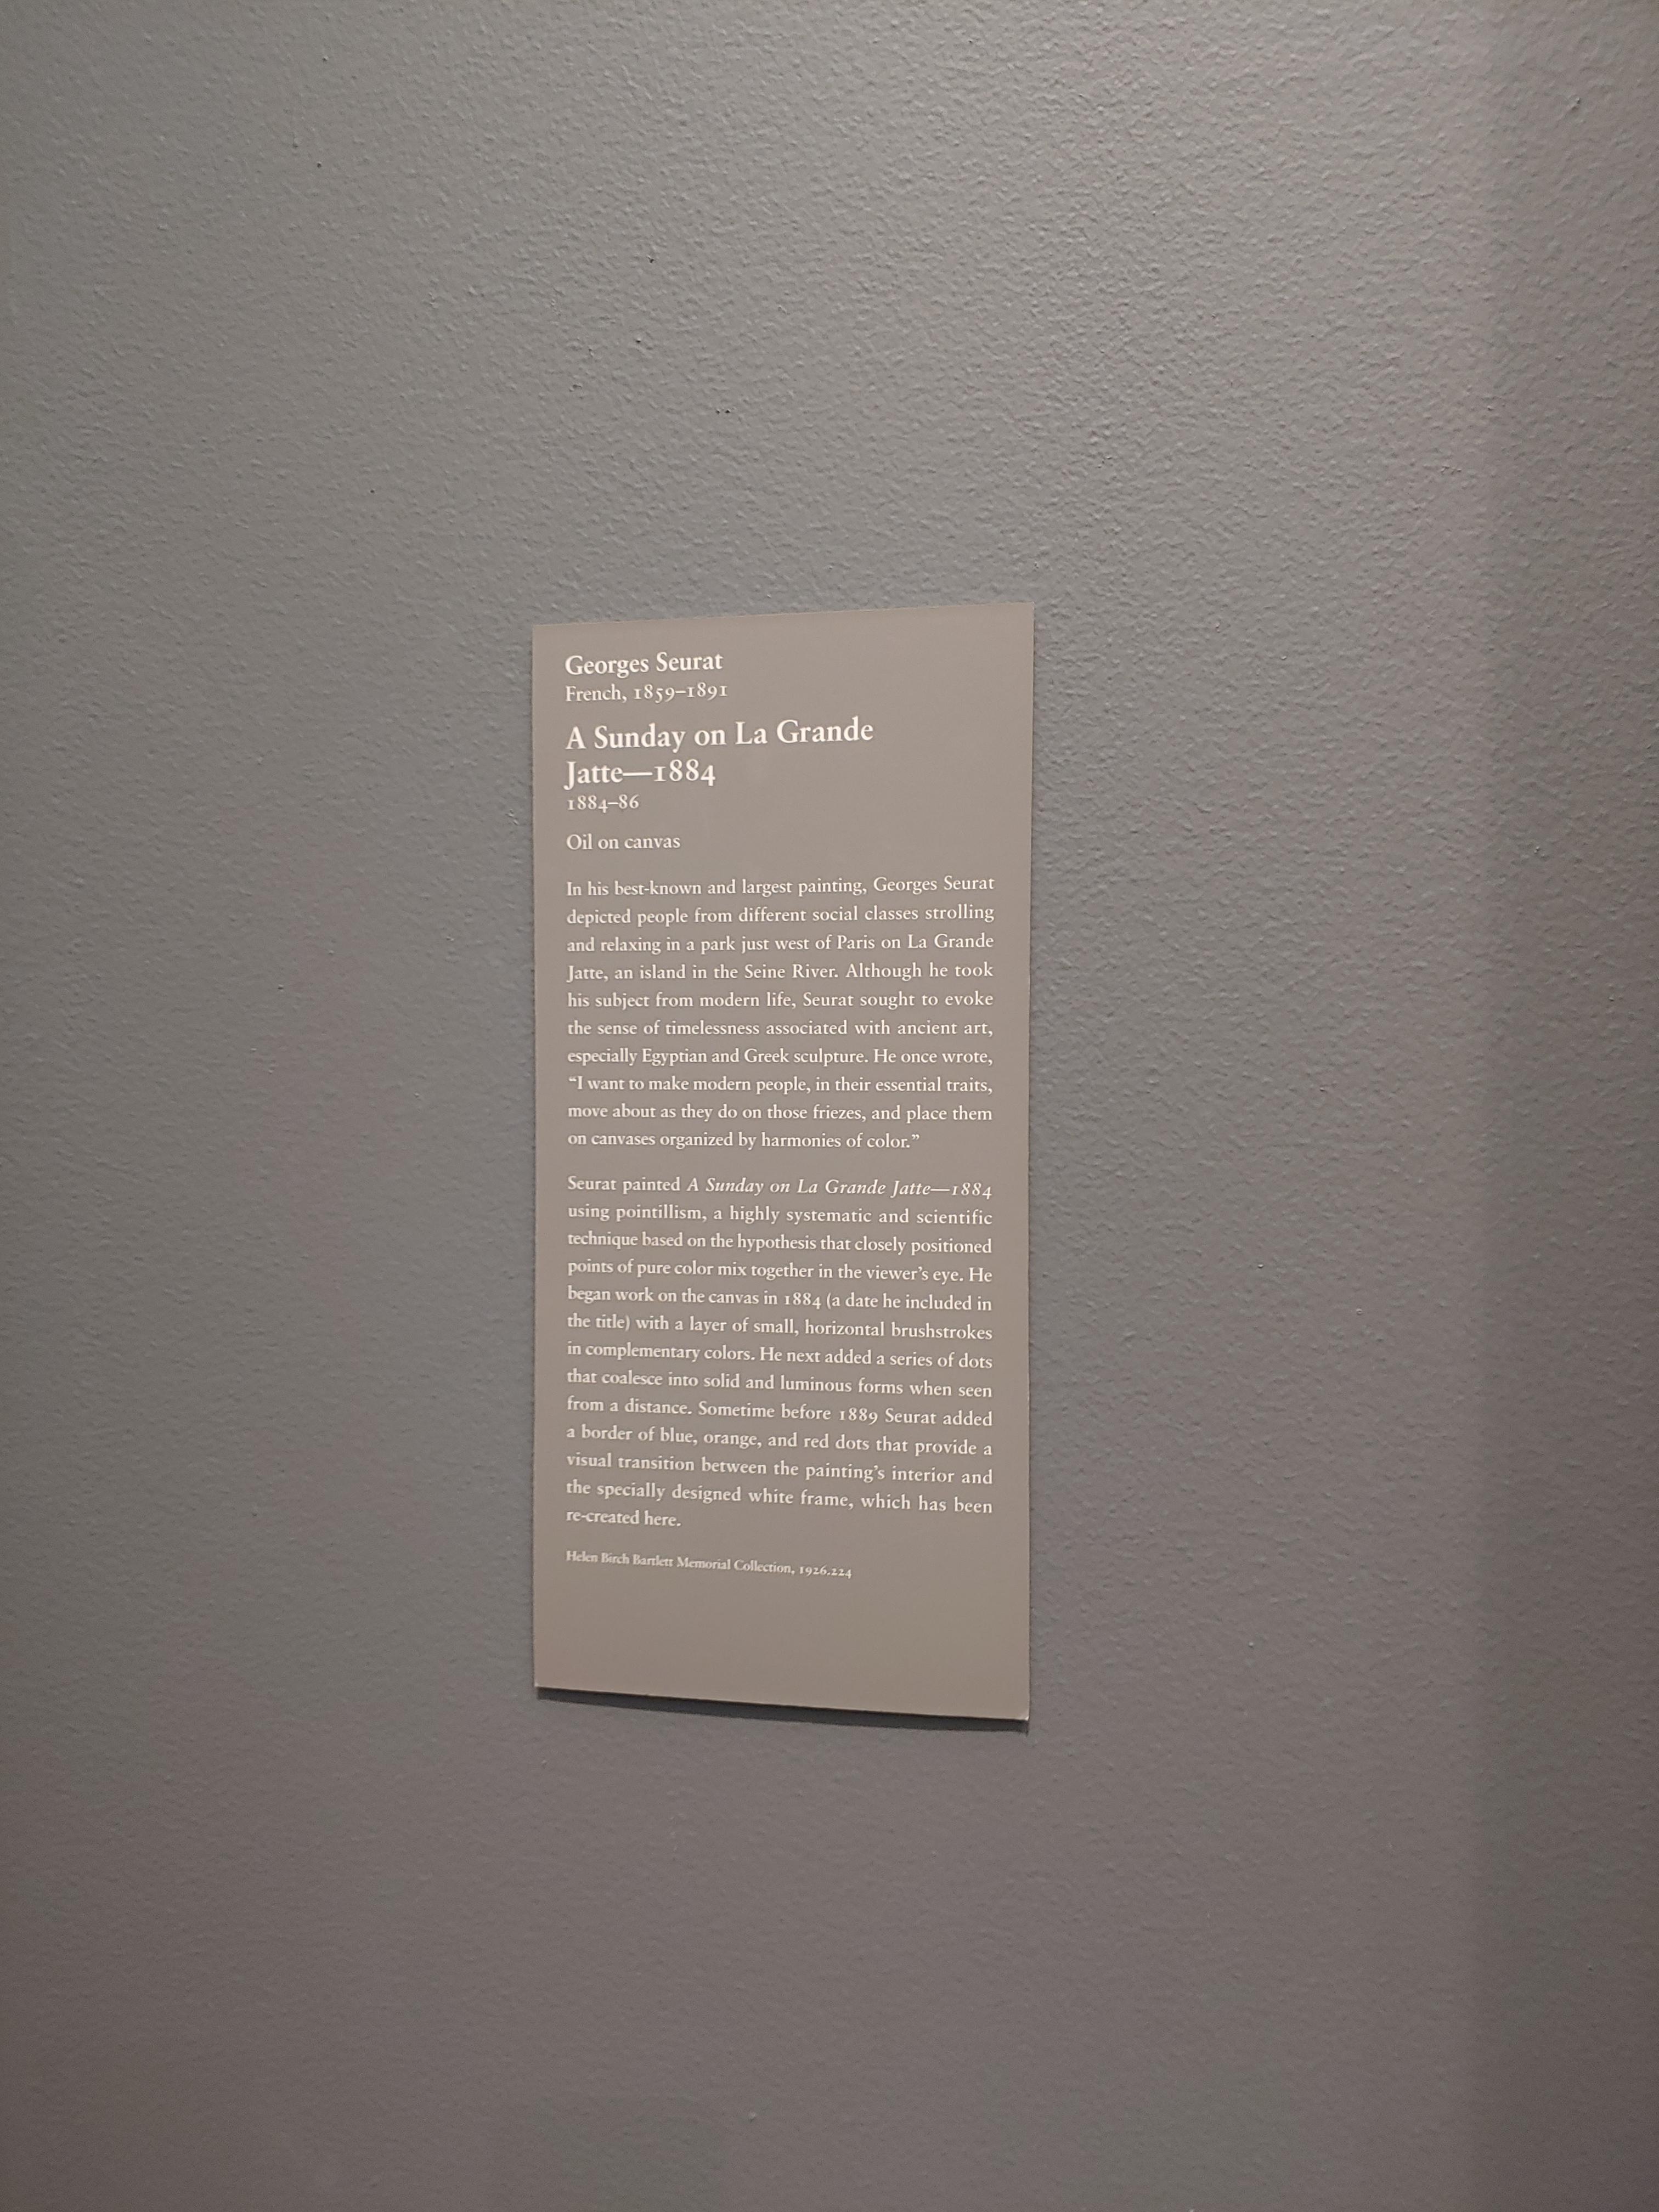 Georges Seurat
French, 1859–1891
A Sunday on La Grande
Jatte—1884
1884–86
Oil on canvas
In his best-known and largest painting, Georges Seurat
depicted people from different social classes strolling
and relaxing in a park just west of Paris on La Grande
Jatte, an island in the Seine River. Although he took
his subject from modern life, Seurat sought to evoke
the sense of timelessness associated with ancient art,
especially Egyptian and Greek sculpture. He once wrote,
“I want to make modern people, in their essential traits,
move about as they do on those friezes, and place them
on canvases organized by harmonies of color.”
Seurat painted A Sunday on La Grande Jatte—1884
using pointillism, a highly systematic and scientific
technique based on the hypothesis that closely positioned
points of pure color mix together in the viewer’s eye. He
began work on the canvas in 1884 (a date he included in
the title) with a layer of small, horizontal brushstrokes
in complementary colors. He next added a series of dots
that coalesce into solid and luminous forms when seen
from a distance. Sometime before 1889 Seurat added
a border of blue, orange, and red dots that provide a
visual transition between the painting’s interior and
the specially designed white frame, which has been
re-created here.
Helen Birch Bartlett Memorial Collection, 1926.224